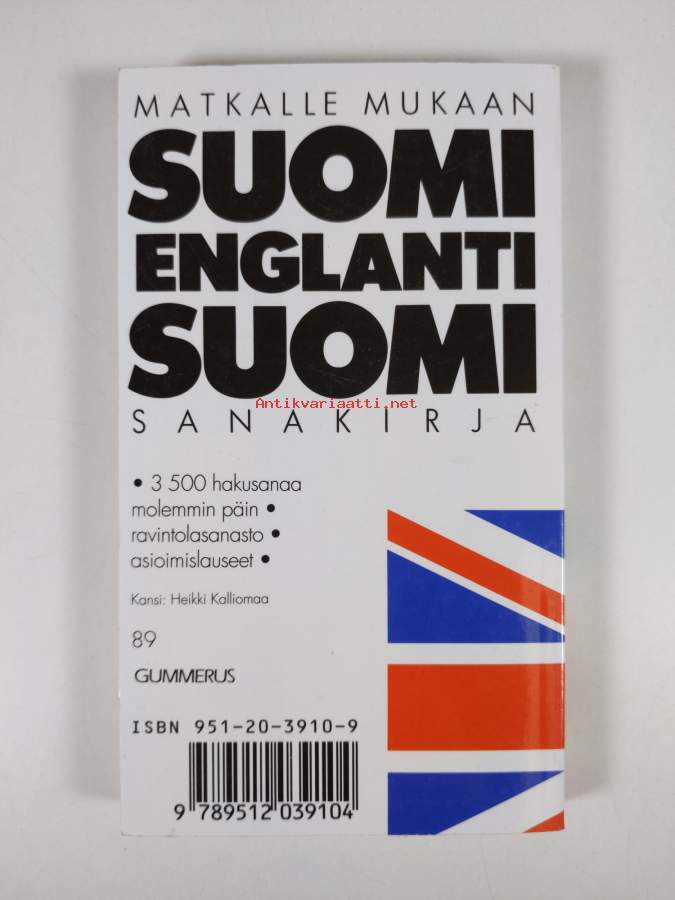 MATKALLE MUKAAN
SUOMI
ENGLANTI
SUOMI
Antikvariaatti.net
SANAKIRJA
• 3 500 hakusanaa
molemmin päin •
ravintolasanasto •
asioimislauseet •
Kansi: Heikki Kalliomaa
89
GUMMERUS
ISBN 951-20-3910-9
9 789512 039104